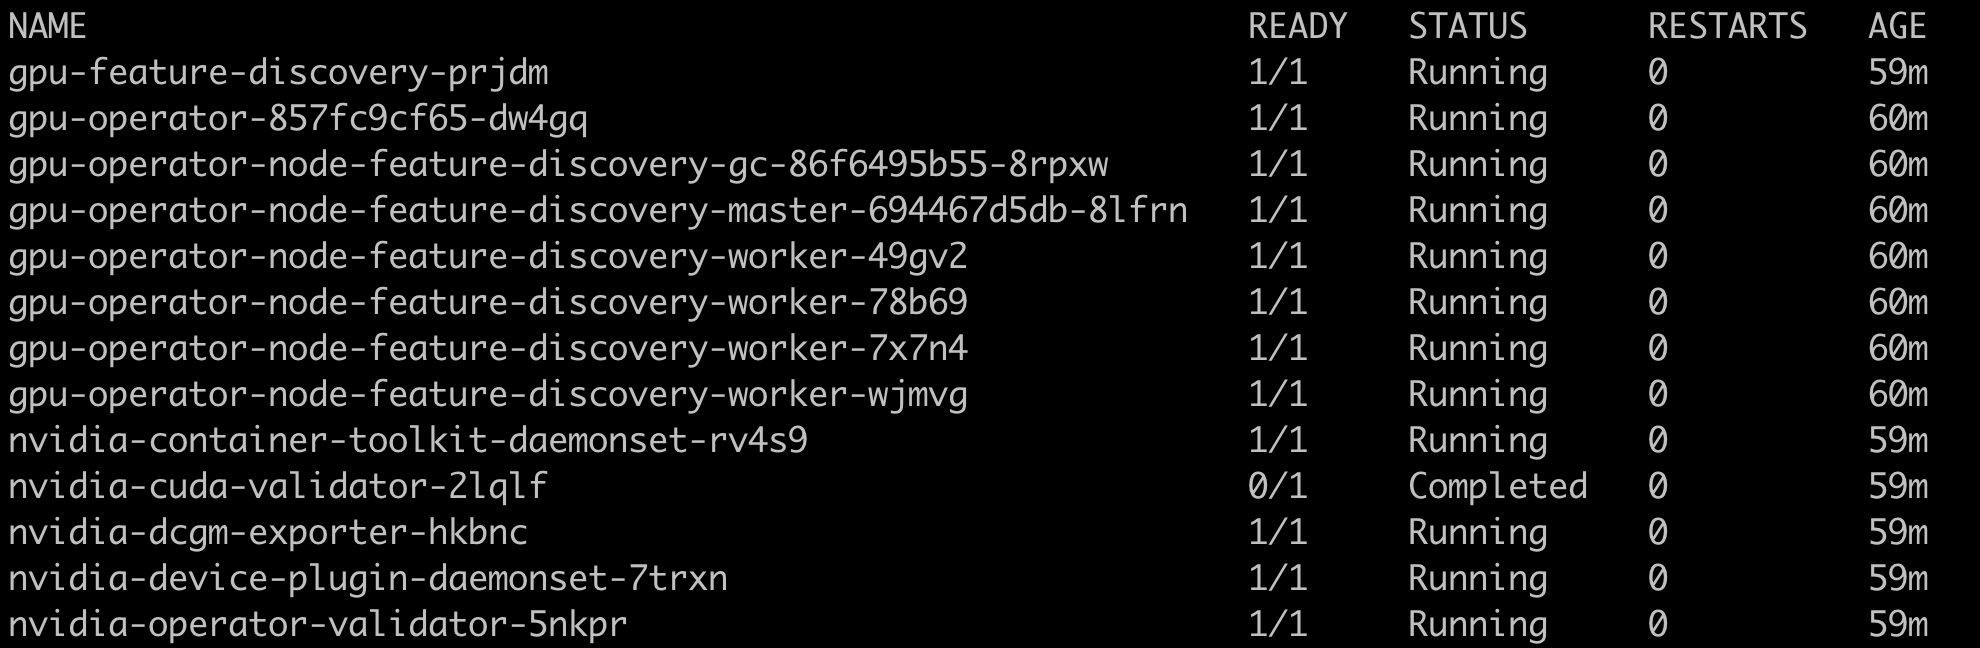 NAME READY STATUS RESTARTS AGE
gpu-feature-discovery-prjdm 1/1 Running 0 59m
gpu-operator-857fc9cf65-dw4gq 1/1 Running 0 60m
gpu-operator-node-feature-discovery-gc-86f6495b55-8rpxw 1/1 Running 0 60m
gpu-operator-node-feature-discovery-master-694467d5db-8lfrn 1/1 Running 0 60m
gpu-operator-node-feature-discovery-worker-49gv2 1/1 Running 0 60m
gpu-operator-node-feature-discovery-worker-78b69 1/1 Running 0 60m
gpu-operator-node-feature-discovery-worker-7x7n4 1/1 Running 0 60m
gpu-operator-node-feature-discovery-worker-wjmvg 1/1 Running 0 60m
nvidia-container-toolkit-daemonset-rv4s9 1/1 Running 0 59m
nvidia-cuda-validator-2lqlf 0/1 Completed 0 59m
nvidia-dcgm-exporter-hkbnc 1/1 Running 0 59m
nvidia-device-plugin-daemonset-7trxn 1/1 Running 0 59m
nvidia-operator-validator-5nkpr 1/1 Running 0 59m